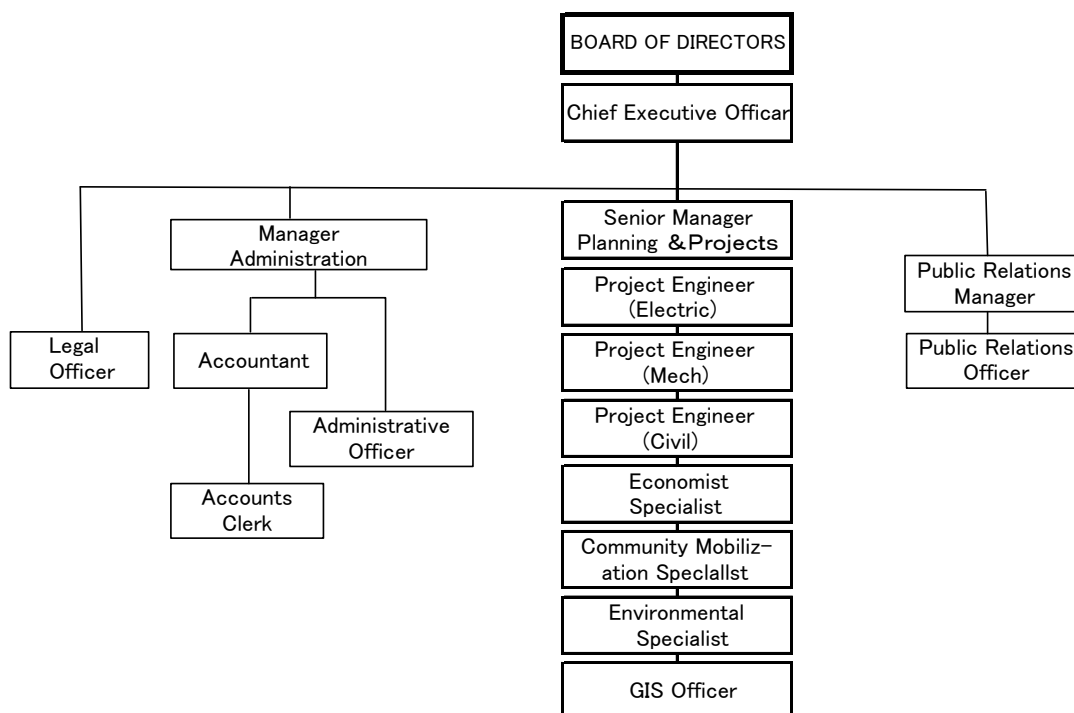 BOARD OF DIRECTORS
Chief Executive Officar
Senior Manager
Planning &Projects
Manager
Administration
Public Relations
Manager
Project Engineer
(Electric)
Legal
Officer
Accountant
Project Engineer
(Mech)
Public Relations
Officer
Administrative
Officer
Project Engineer
(Civil)
Accounts
Clerk
Economist
Specialist
Community Mobiliz-
ation Speclallst
Environmental
Specialist
GIS Officer